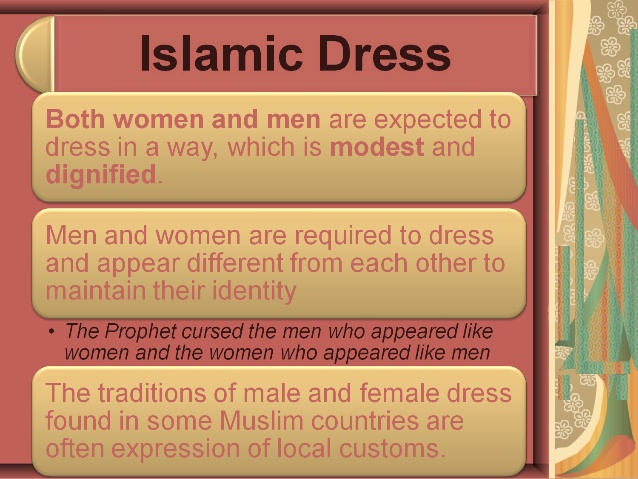 Islamic Dress
Both women and men are expected to
dress in a way, which is modest and
dignified.
Men and women are required to dress
and appear different from each other to
maintain their identity
• The Prophet cursed the men who appeared like
women and the women who appeared like men
The traditions of male and female dress
found in some Muslim countries are
often expression of local customs.